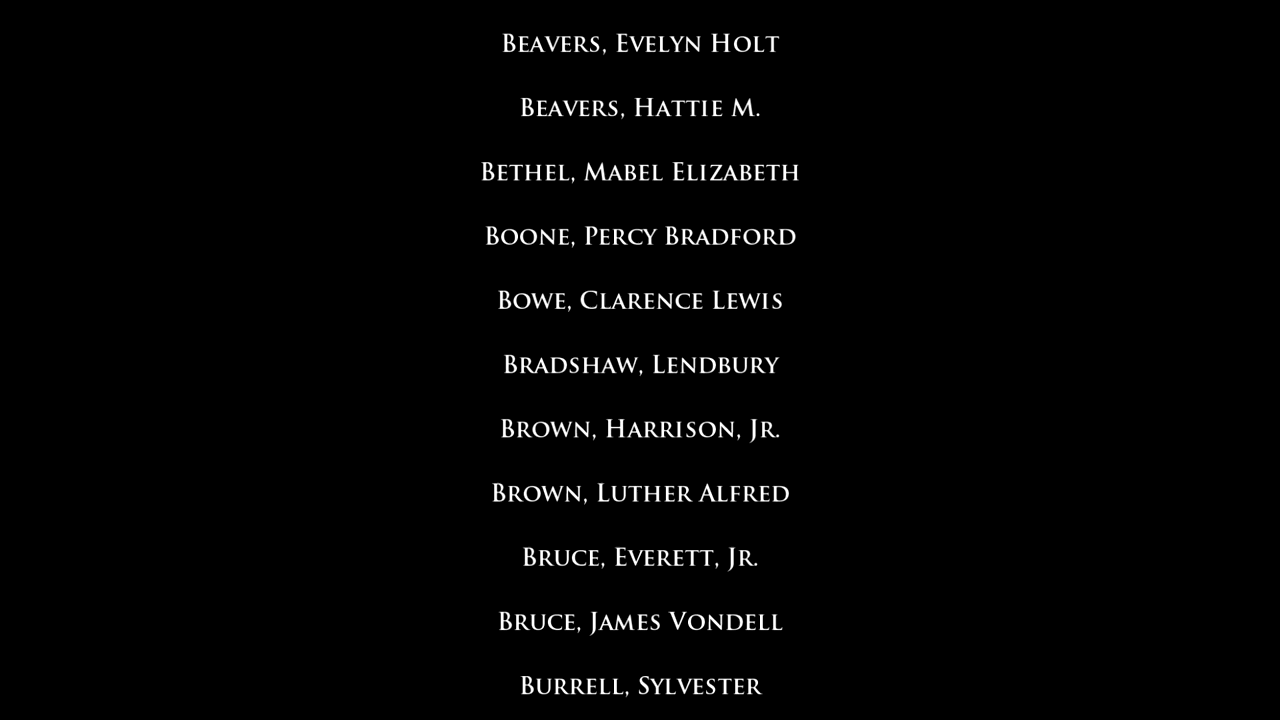 Beavers, Evelyn Holt
Beavers, Hattie M.
Bethel, Mabel Elizabeth
Boone, Percy Bradford
Bowe, Clarence Lewis
Bradshaw, Lendbury
Brown, Harrison, Jr.
Brown, Luther Alfred
Bruce, Everett, Jr.
Bruce, James Vondell
Burrell, Sylvester